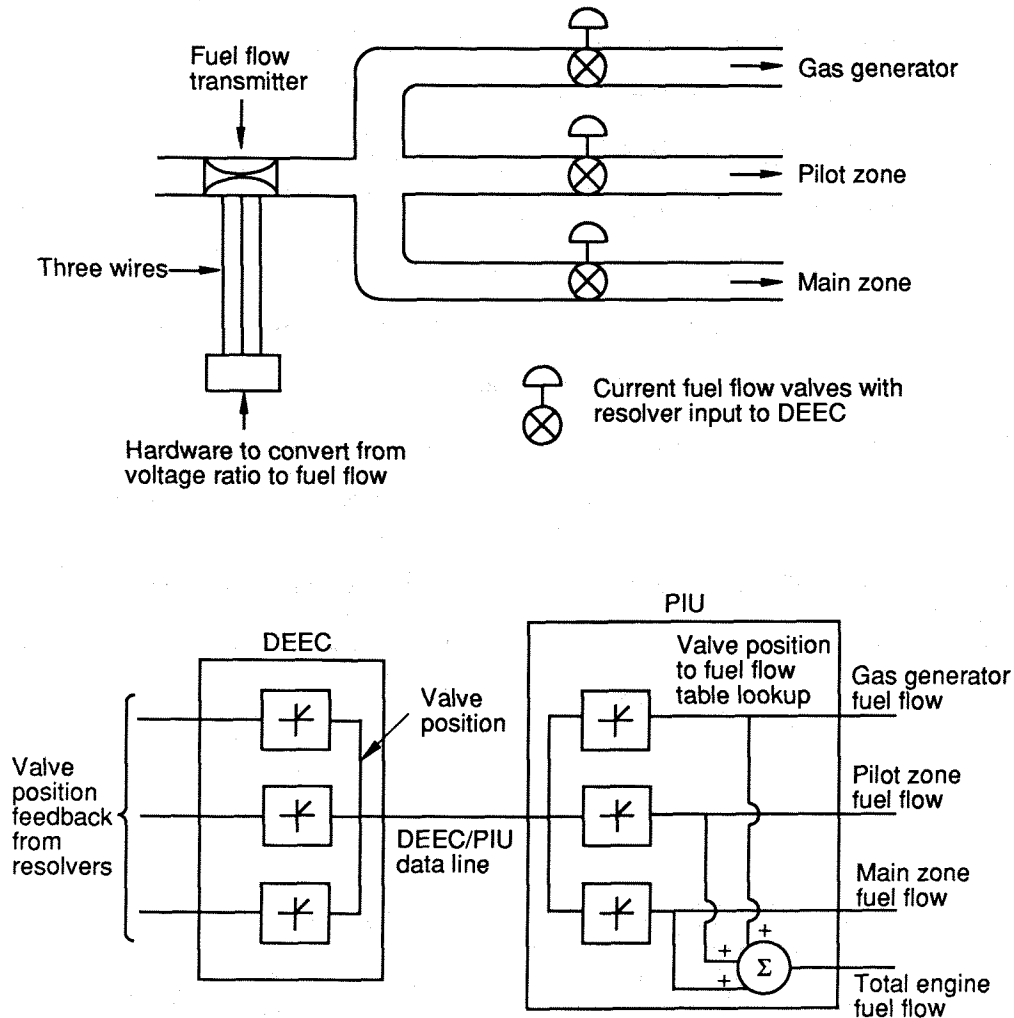 Fuel flow
transmitter
Gas generator
Pilot zone
Three wires
Main zone
Current fuel flow valves with
resolver input to DEEC
Hardware to convert from
voltage ratio to fuel flow
PIU
DEEC
Valve position
to fuel flow
table lookup
Gas generator
fuel flow
Valve
position
Valve
position
feedback
from
resolvers
Pilot zone
fuel flow
DEEC/PIU
data line
Main zone
fuel flow
+
+
+
Σ
Total engine
fuel flow